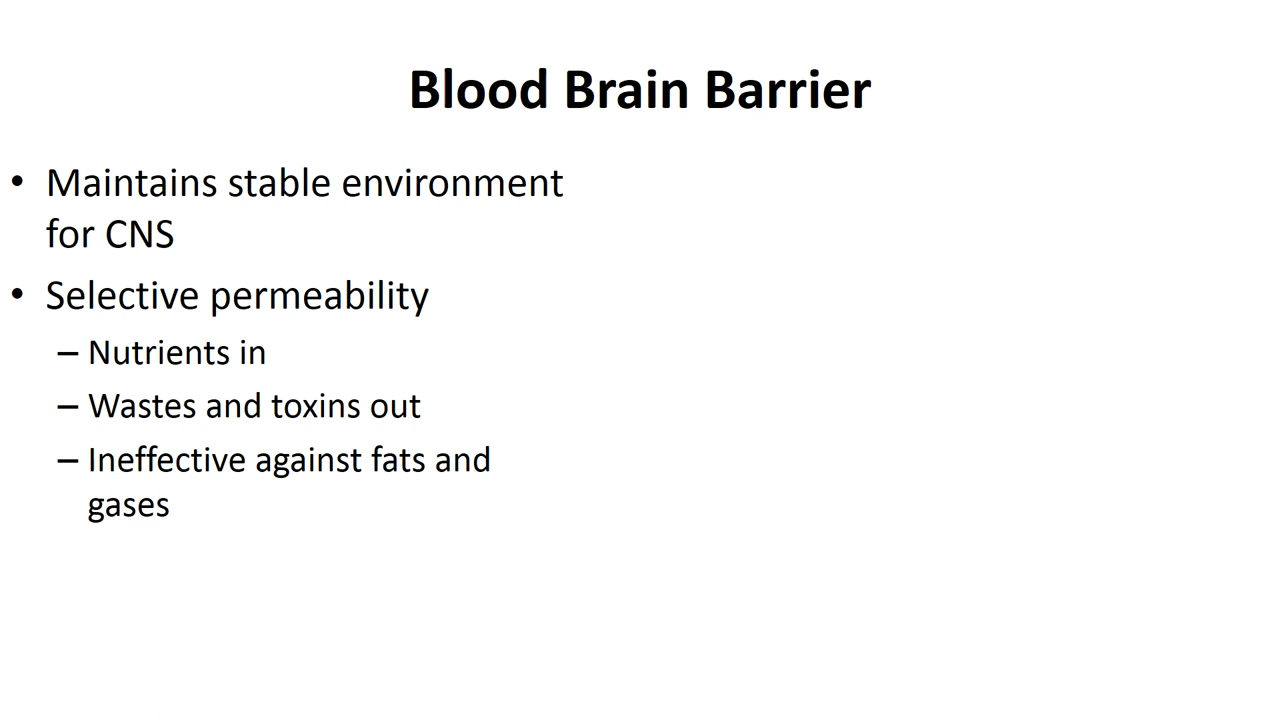 Blood Brain Barrier
• Maintains stable environment
for CNS
• Selective permeability
– Nutrients in
– Wastes and toxins out
– Ineffective against fats and
gases